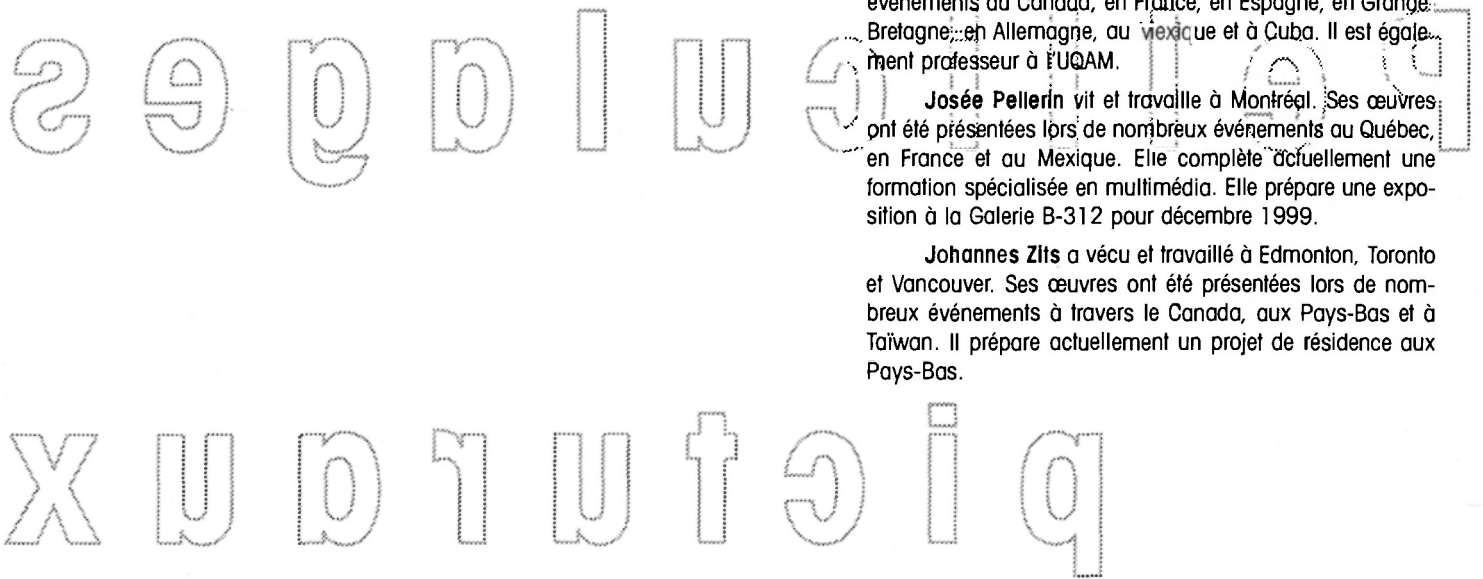 pelliculages
événements au Canada, en France, en Espagne, en Grande-
Bretagne, en Allemagne, au Mexique et à Cuba. Il est égale-
ment professeur à l'UQAM.
Josée Pellerin vit et travaille à Montréal. Ses œuvres
ont été présentées lors de nombreux événements au Québec,
en France et au Mexique. Elle complète actuellement une
formation spécialisée en multimédia. Elle prépare une expo-
sition à la Galerie B-312 pour décembre 1999.
Johannes Zits a vécu et travaillé à Edmonton, Toronto
et Vancouver. Ses œuvres ont été présentées lors de nom-
breux événements à travers le Canada, aux Pays-Bas et à
Taïwan. Il prépare actuellement un projet de résidence aux
Pays-Bas.
picturaux